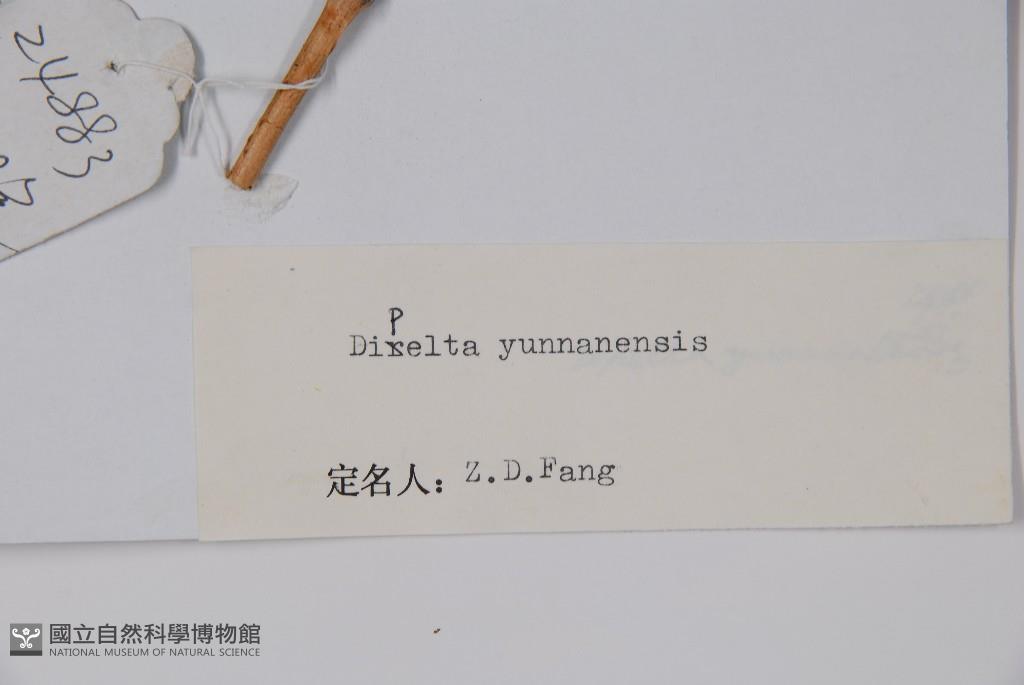 24883
P
Dixelta yunnanensis
定名人：Z.D.Fang
國立自然科學博物館
NATIONAL MUSEUM OF NATURAL SCIENCE